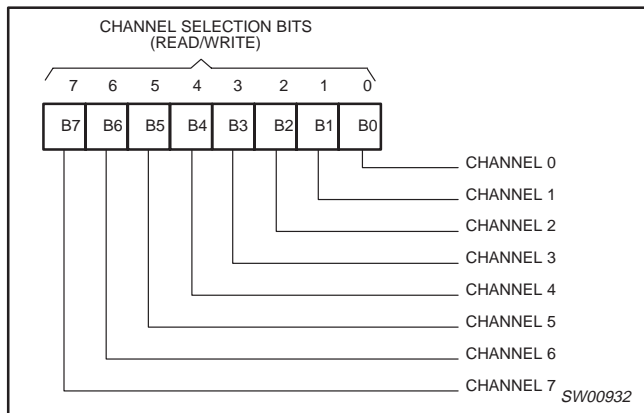 CHANNEL SELECTION BITS
(READ/WRITE)
7 6 5 4 3 2 1 0
B7 B6 B5 B4 B3 B2 B1 B0
CHANNEL 0
CHANNEL 1
CHANNEL 2
CHANNEL 3
CHANNEL 4
CHANNEL 5
CHANNEL 6
CHANNEL 7
SW00932